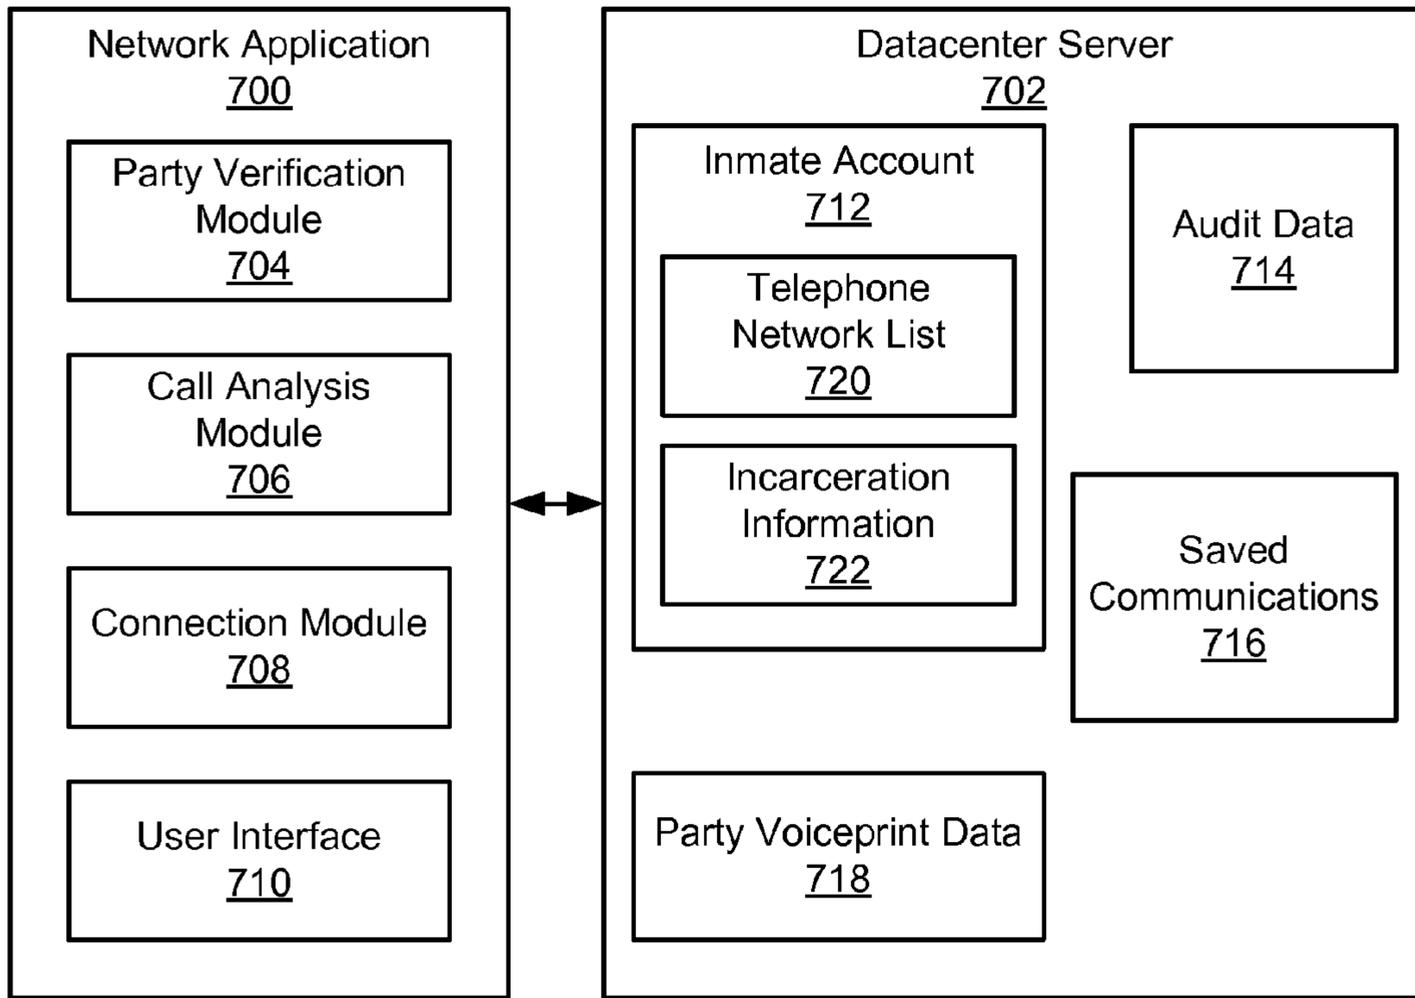 Network Application
700
Party Verification
Module
704
Call Analysis
Module
706
Connection Module
708
User Interface
710
Datacenter Server
702
Inmate Account
712
Telephone
Network List
720
Incarceration
Information
722
Audit Data
714
Saved
Communications
716
Party Voiceprint Data
718